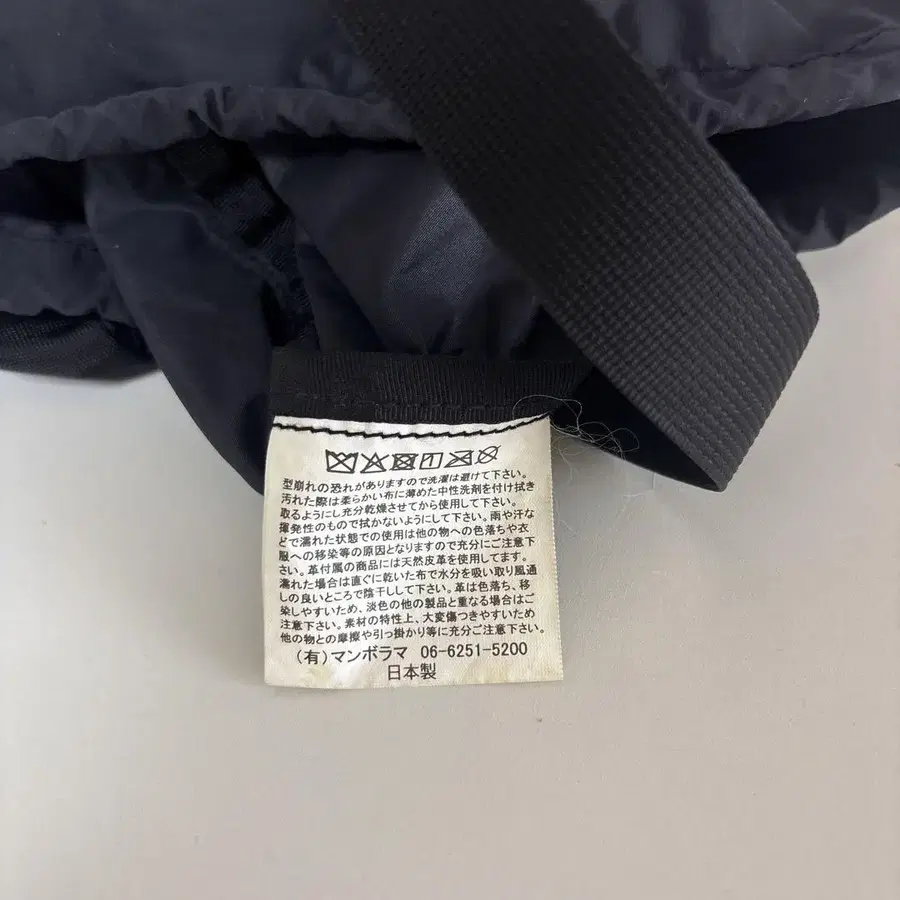 型崩れの恐れがありますので洗濯は避けて下さい。
汚れた際は柔らかい布に薄めた中性洗剤を付け拭き
取るようにし充分乾燥させてから使用して下さい。
揮発性のもので拭かないようにして下さい。雨や汗な
どで濡れた状態での使用は他の物への色落ちや衣
服への移染等の原因となりますので充分にご注意下
さい。革付属の商品には天然皮革を使用してます。
濡れた場合は直ぐに乾いた布で水分を吸い取り風通
しの良いところで陰干しして下さい。革は色落ち、移
染しやすいため、淡色の他の製品と重なる場合はご
注意下さい。素材の特性上、大変傷つきやすいため
他の物との摩擦や引っ掛かり等に充分ご注意下さい。
(有)マンボラマ 06-6251-5200
日本製